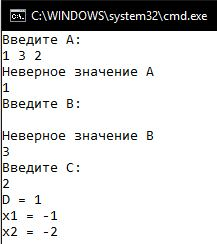 C:\WINDOWS\system32\cmd.exe
Введите A:
1 3 2
Неверное значение A
1
Введите B:
Неверное значение B
3
Введите C:
2
D = 1
x1 = -1
x2 = -2